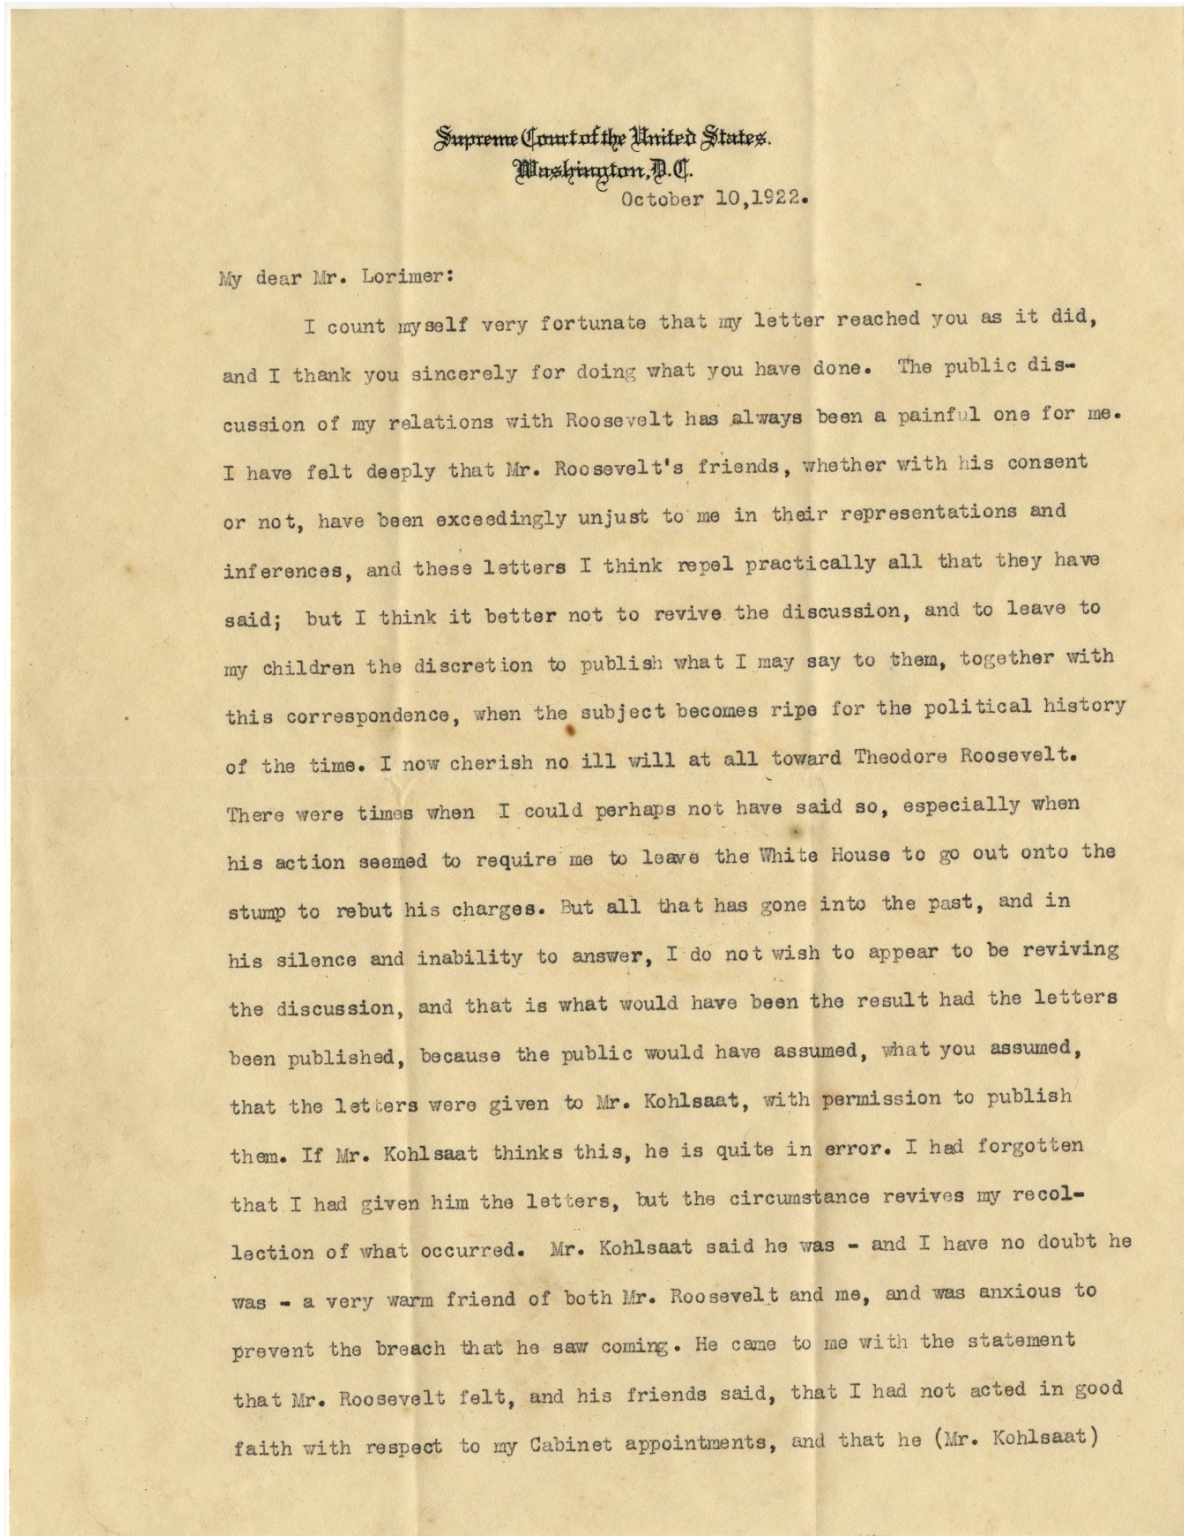 Supreme Court of the United States.
Washington, D.C.
October 10,1922.
My dear Mr. Lorimer:
I count myself very fortunate that my letter reached you as it did,
and I thank you sincerely for doing what you have done. The public dis-
cussion of my relations with Roosevelt has always been a painful one for me.
I have felt deeply that Mr. Roosevelt's friends, whether with his consent
or not, have been exceedingly unjust to me in their representations and
inferences, and these letters I think repel practically all that they have
said; but I think it better not to revive the discussion, and to leave to
my children the discretion to publish what I may say to them, together with
this correspondence, when the subject becomes ripe for the political history
of the time. I now cherish no ill will at all toward Theodore Roosevelt.
There were times when I could perhaps not have said so, especially when
his action seemed to require me to leave the White House to go out onto the
stump to rebut his charges. But all that has gone into the past, and in
his silence and inability to answer, I do not wish to appear to be reviving
the discussion, and that is what would have been the result had the letters
been published, because the public would have assumed, what you assumed,
that the letters were given to Mr. Kohlsaat, with permission to publish
them. If Mr. Kohlsaat thinks this, he is quite in error. I had forgotten
that I had given him the letters, but the circumstance revives my recol-
lection of what occurred. Mr. Kohlsaat said he was - and I have no doubt he
was - a very warm friend of both Mr. Roosevelt and me, and was anxious to
prevent the breach that he saw coming. He came to me with the statement
that Mr. Roosevelt felt, and his friends said, that I had not acted in good
faith with respect to my Cabinet appointments, and that he (Mr. Kohlsaat)